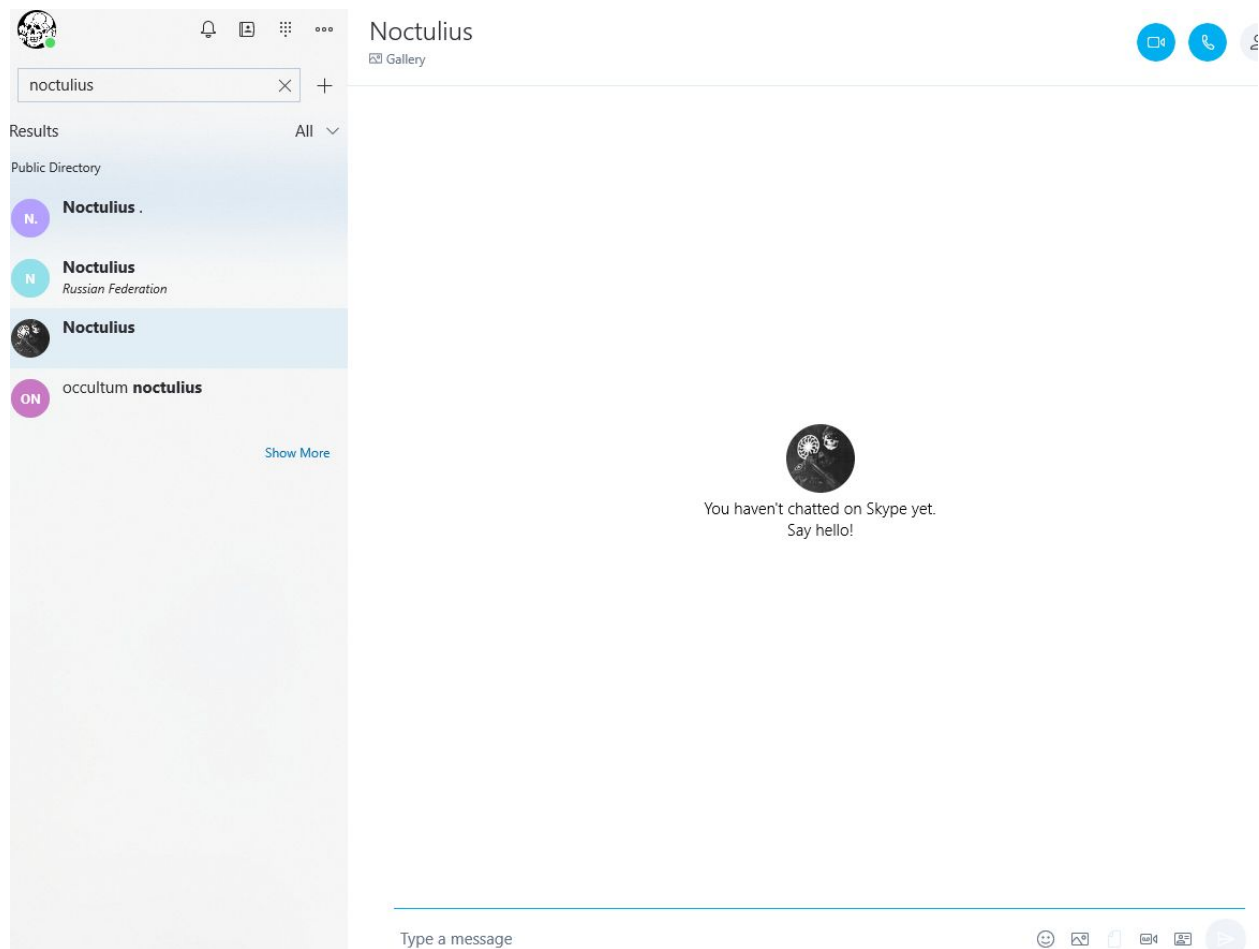 Noctulius
Gallery
noctulius
Results
All
Public Directory
N.
Noctulius .
N
Noctulius
Russian Federation
Noctulius
ON
occultum noctulius
Show More
You haven't chatted on Skype yet.
Say hello!
Type a message